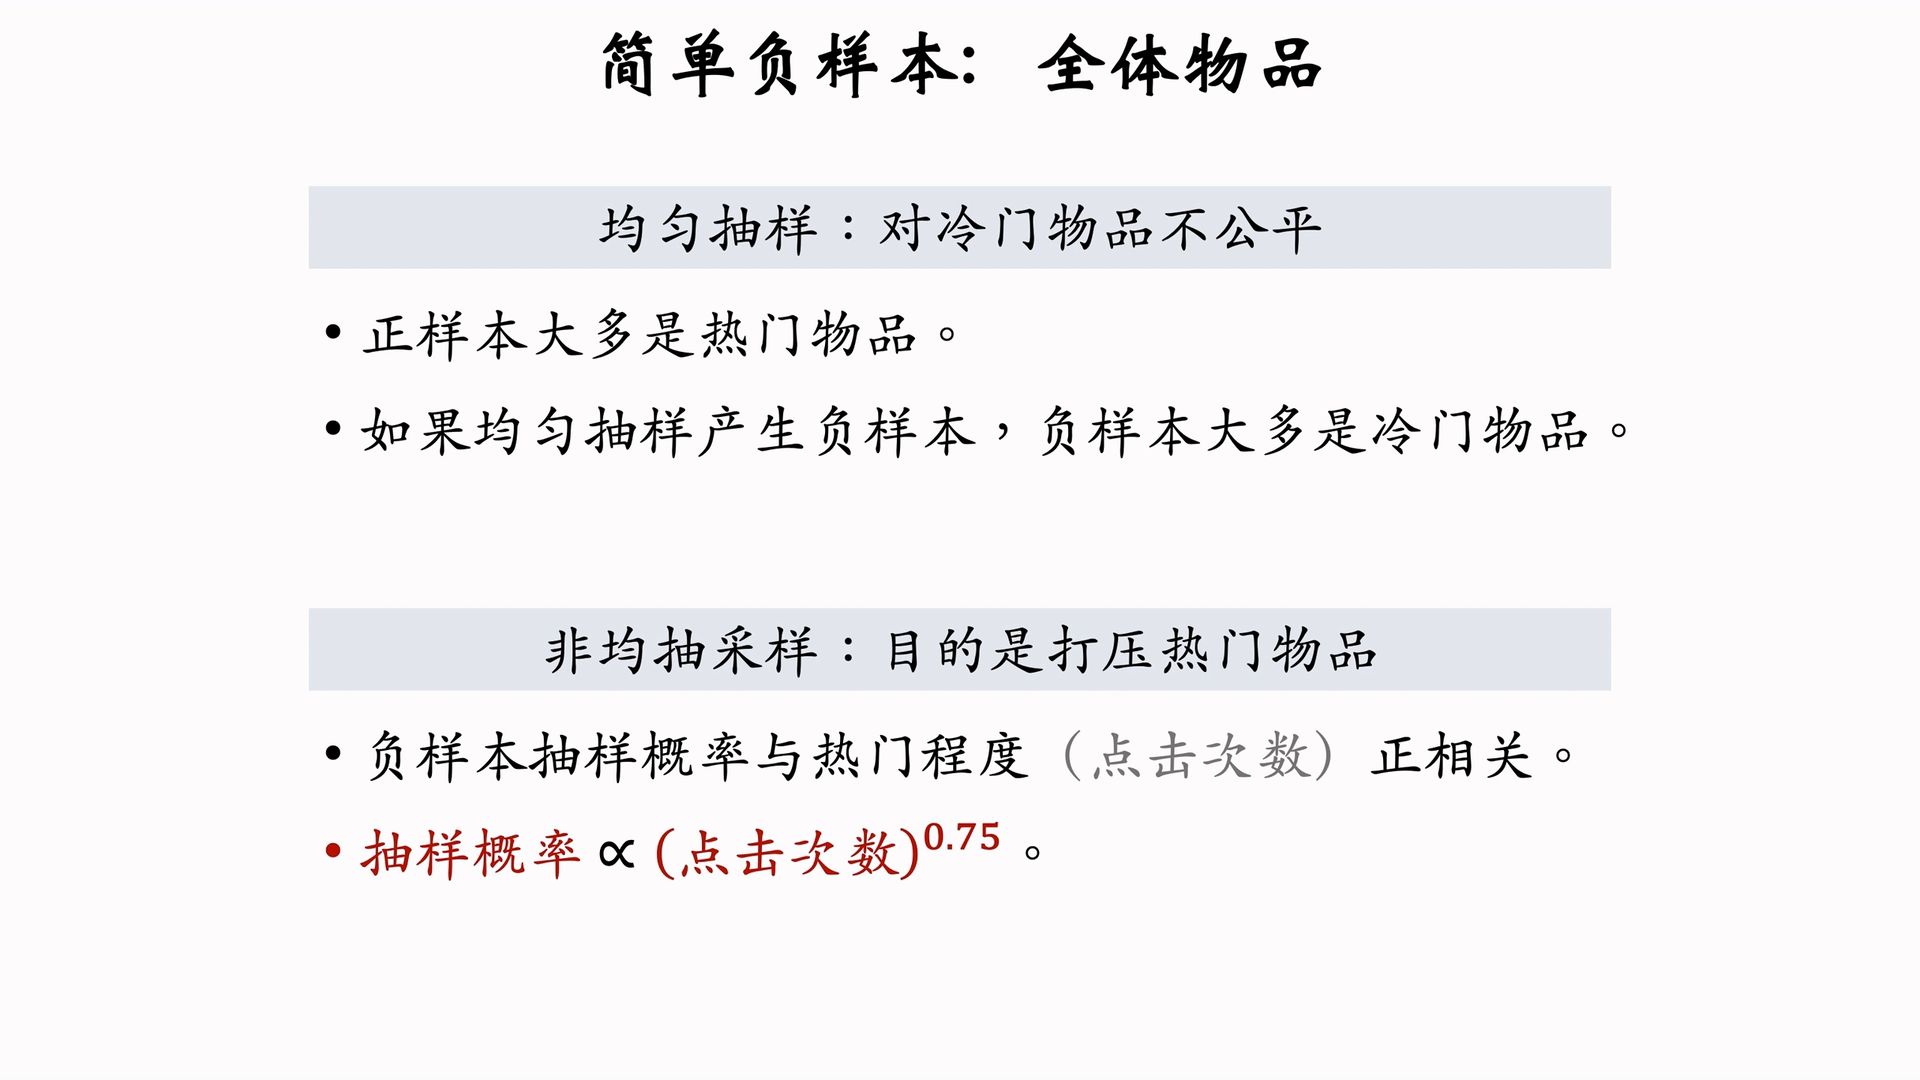 简单负样本：全体物品
均匀抽样：对冷门物品不公平
• 正样本大多是热门物品。
• 如果均匀抽样产生负样本，负样本大多是冷门物品。
非均抽采样：目的是打压热门物品
• 负样本抽样概率与热门程度（点击次数）正相关。
• 抽样概率 ∝ (点击次数)^0.75 。